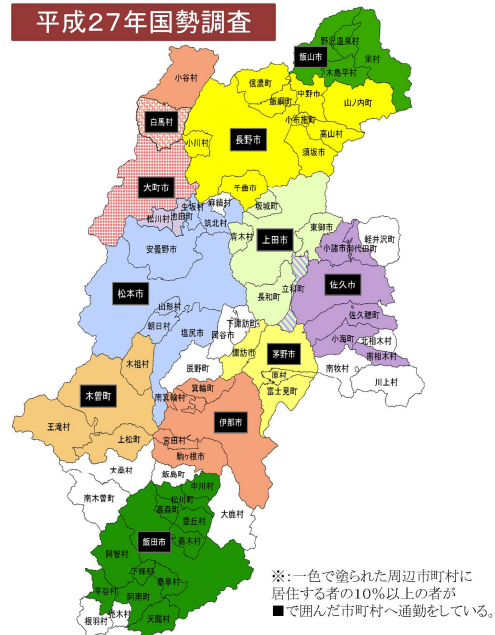 平成27年国勢調査
野沢温泉村
栄村
飯山市
木島平村
小谷村
信濃町
中野市
山ノ内町
飯綱町
白馬村
小布施町
長野市
高山村
小川村
須坂市
大町市
千曲市
生坂村
麻績村
坂城町
松川村
池田町
筑北村
東御市
青木村
上田市
軽井沢町
小諸市
御代田町
安曇野市
立科町
佐久市
松本市
長和町
山形村
下諏訪町
佐久穂町
朝日村
塩尻市
岡谷市
小海町
北相木村
諏訪市
茅野市
南相木村
木祖村
辰野町
原村
南牧村
川上村
木曽町
箕輪町
富士見町
南箕輪村
王滝村
伊那市
上松町
宮田村
駒ヶ根市
大桑村
飯島町
中川村
南木曽町
松川町
高森町
大鹿村
豊丘村
飯田市
喬木村
阿智村
下條村
泰阜村
平谷村
阿南町
売木村
根羽村
天龍村
※:一色で塗られた周辺市町村に
居住する者の10%以上の者が
■で囲んだ市町村へ通勤をしている。